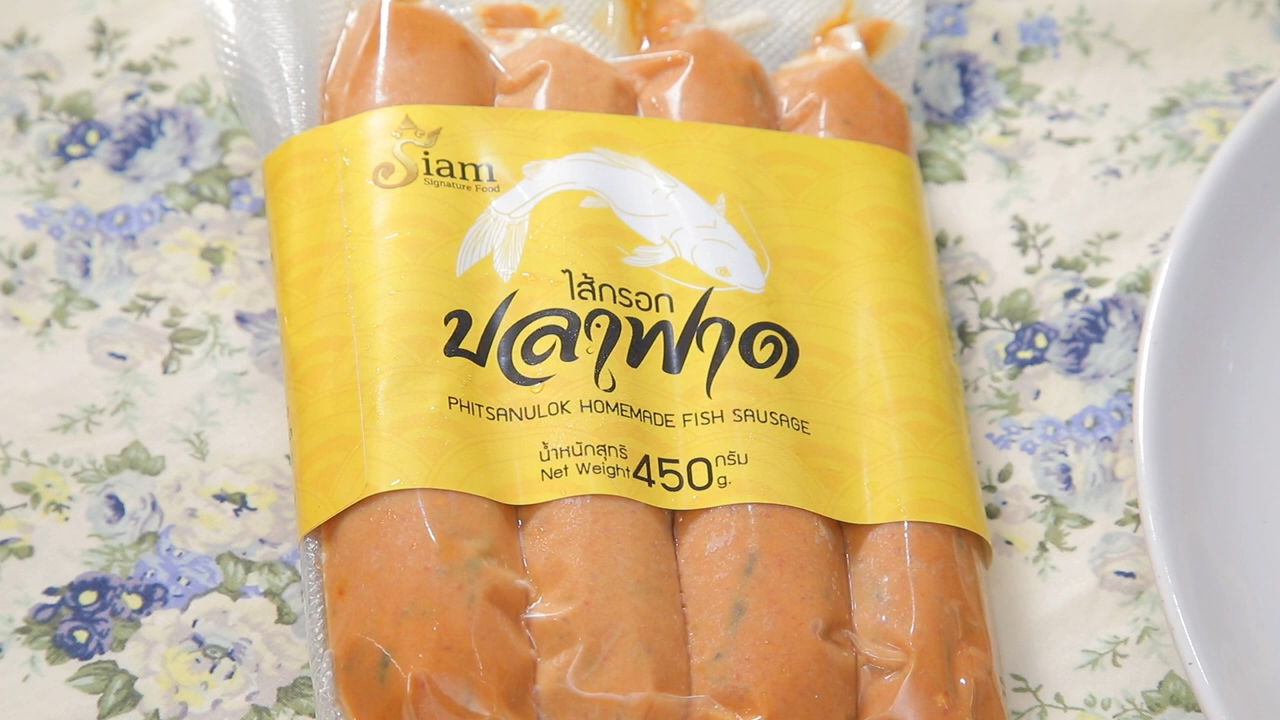 Siam
Signature Food
ไส้กรอก
ปลาฟาด
PHITSANULOK HOMEMADE FISH SAUSAGE
น้ำหนักสุทธิ
Net Weight 450 กรัม
g.